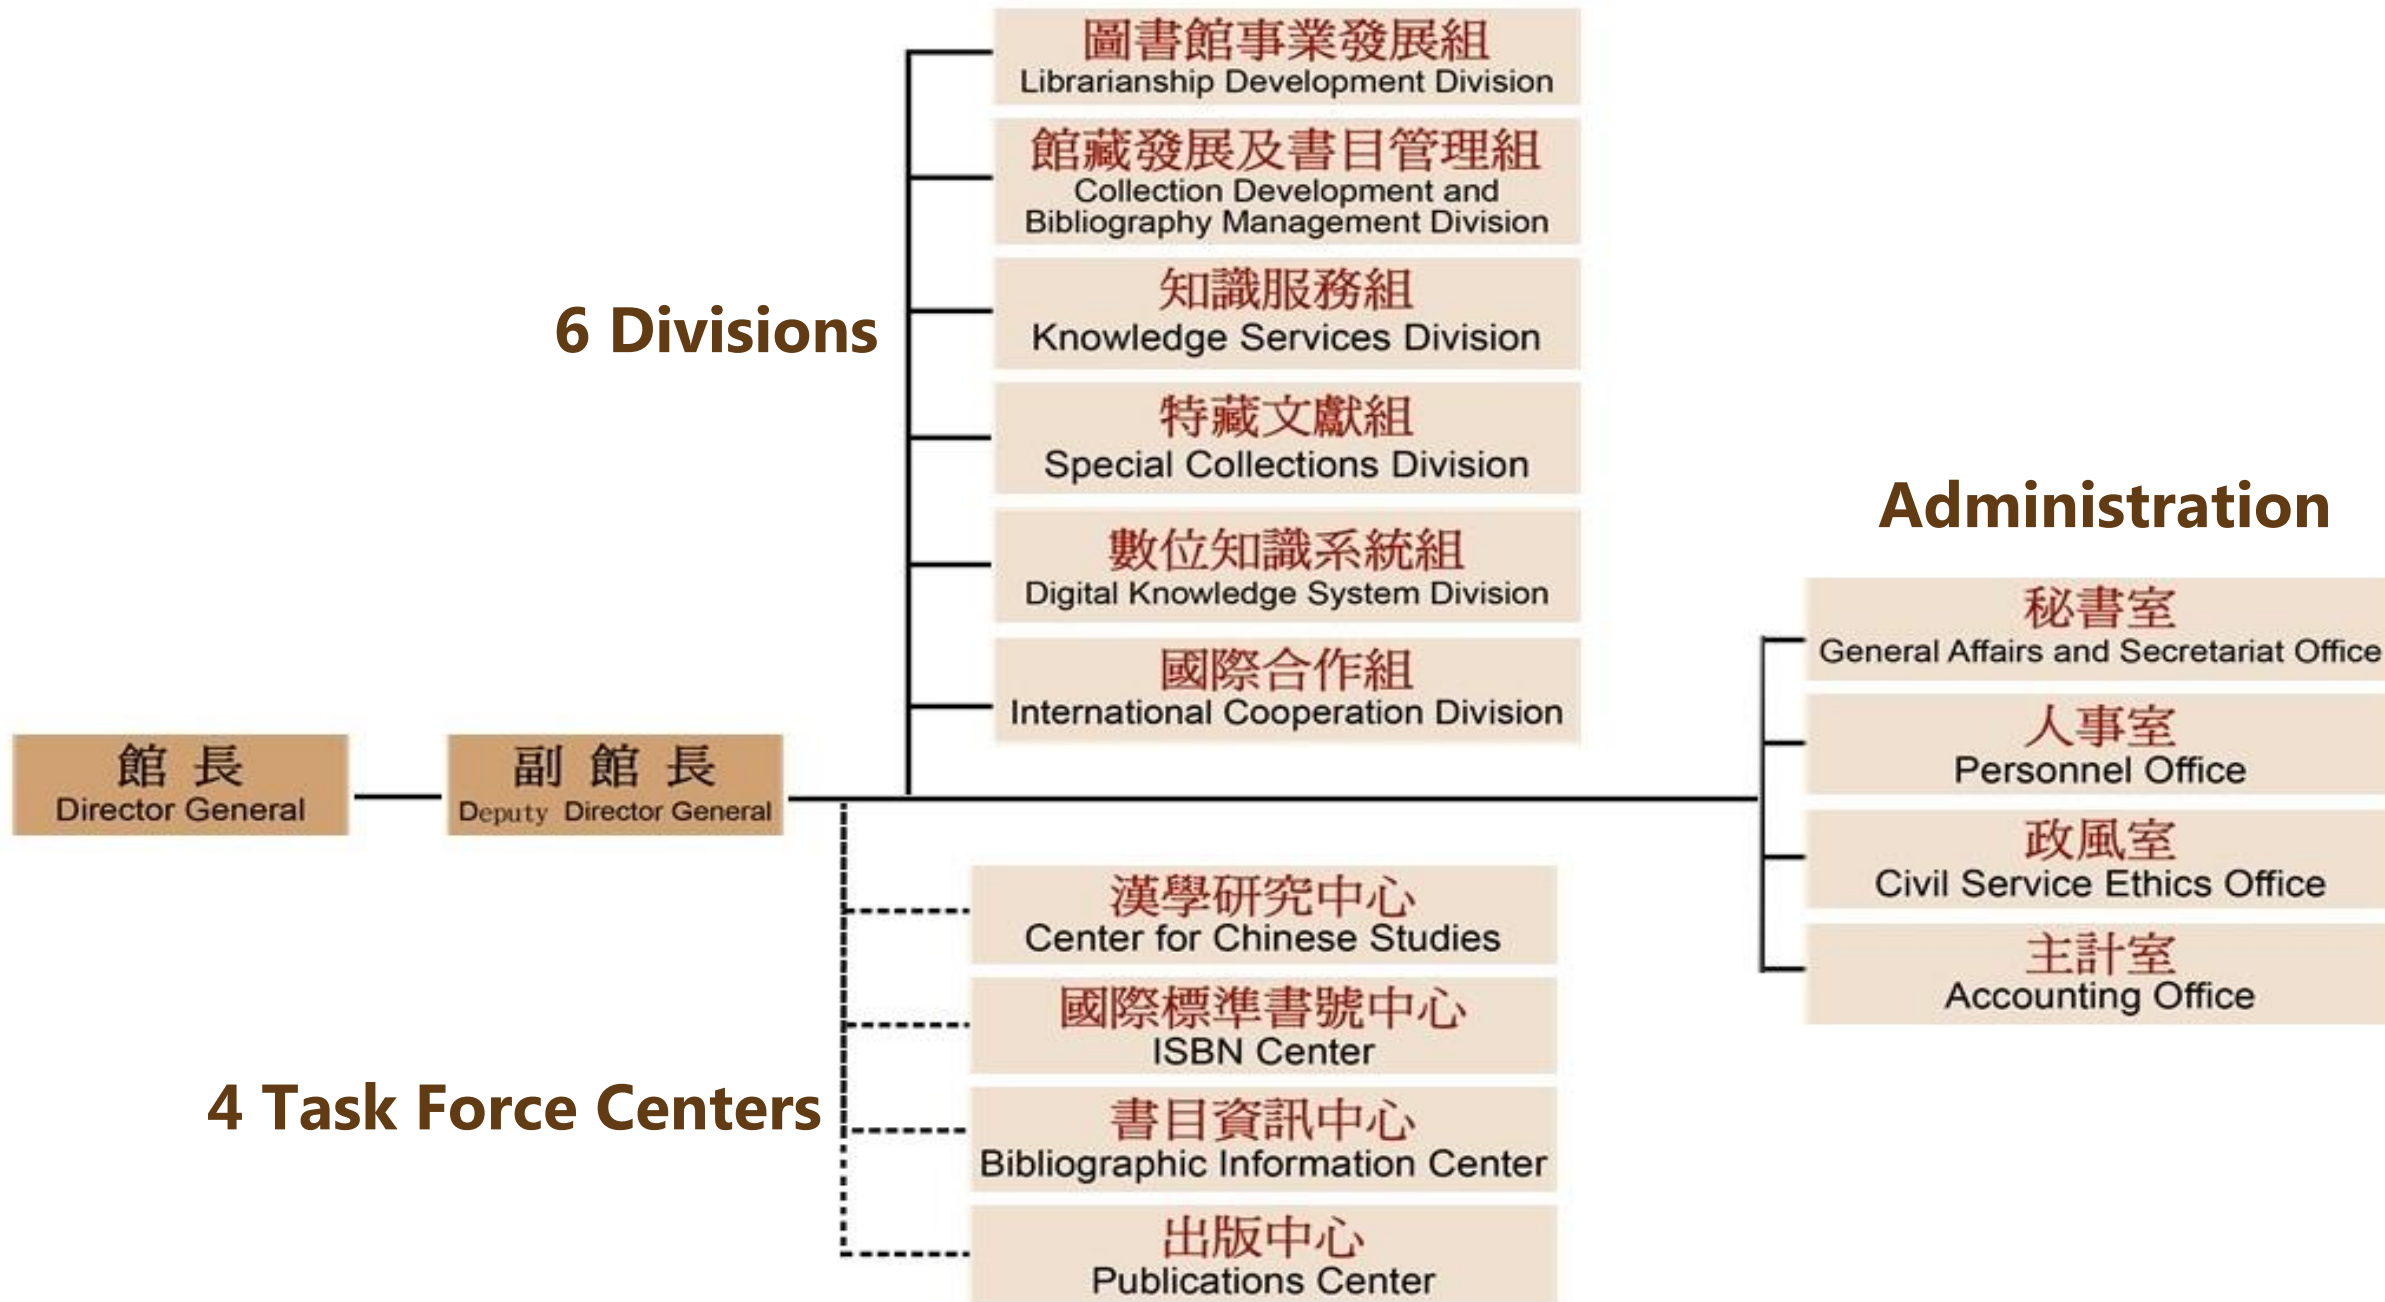 圖書館事業發展組
Librarianship Development Division
館藏發展及書目管理組
Collection Development and
Bibliography Management Division
6 Divisions
知識服務組
Knowledge Services Division
特藏文獻組
Special Collections Division
數位知識系統組
Digital Knowledge System Division
國際合作組
International Cooperation Division
館 長
Director General
副 館 長
Deputy Director General
Administration
秘書室
General Affairs and Secretariat Office
人事室
Personnel Office
政風室
Civil Service Ethics Office
主計室
Accounting Office
4 Task Force Centers
漢學研究中心
Center for Chinese Studies
國際標準書號中心
ISBN Center
書目資訊中心
Bibliographic Information Center
出版中心
Publications Center